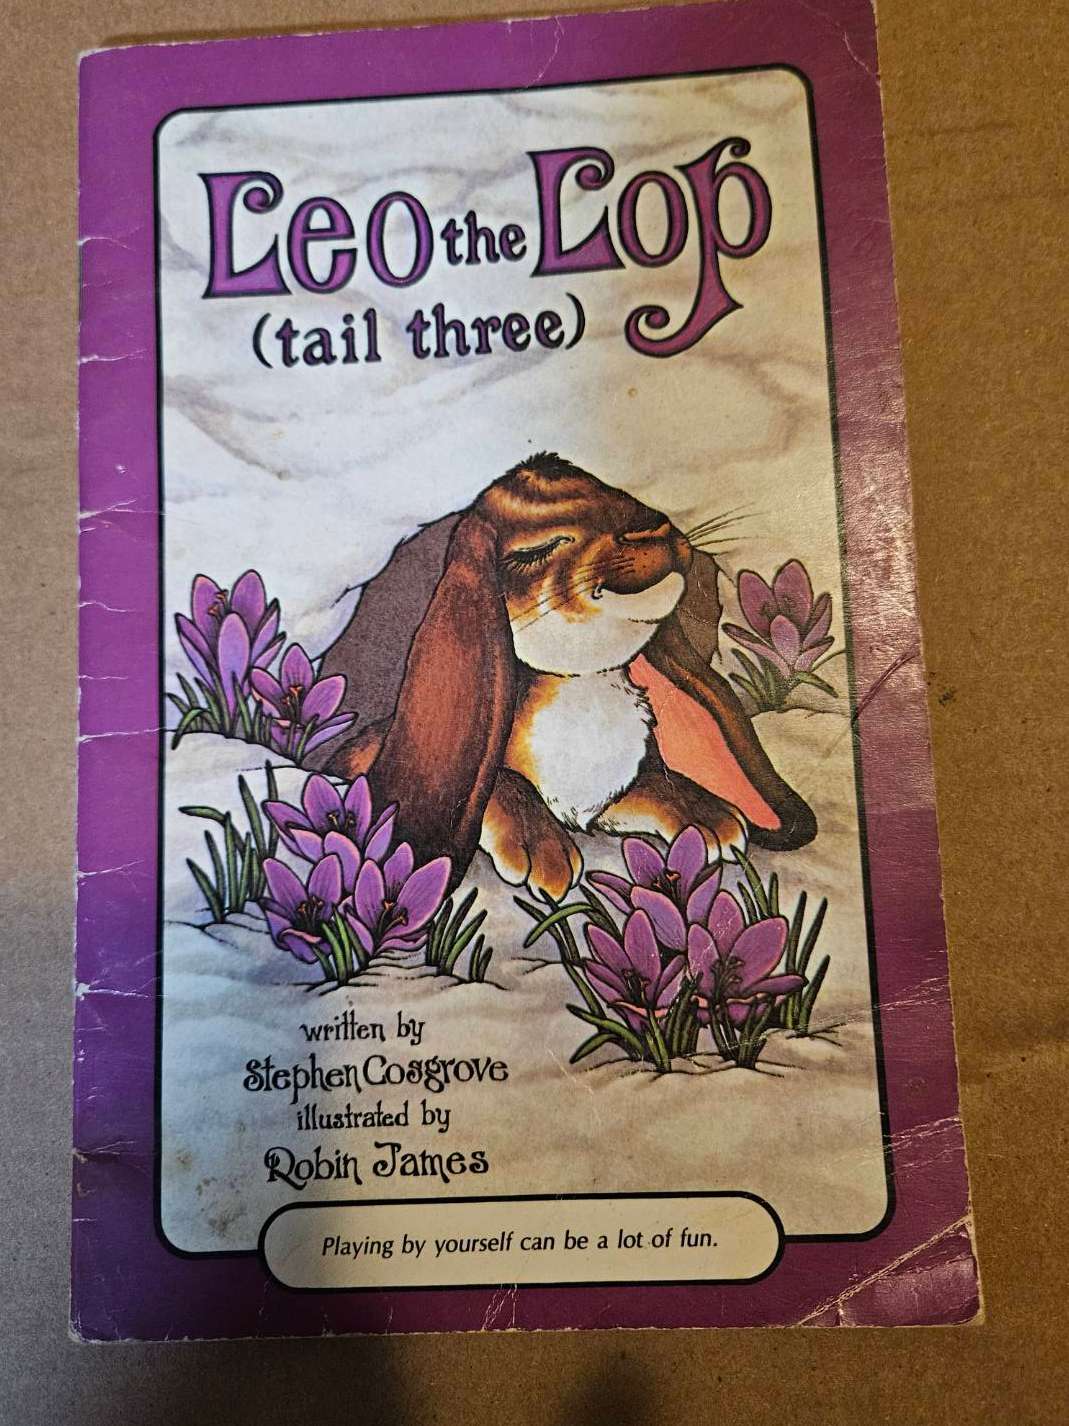 Leo the Lop
(tail three)
written by
Stephen Cosgrove
illustrated by
Robin James
Playing by yourself can be a lot of fun.